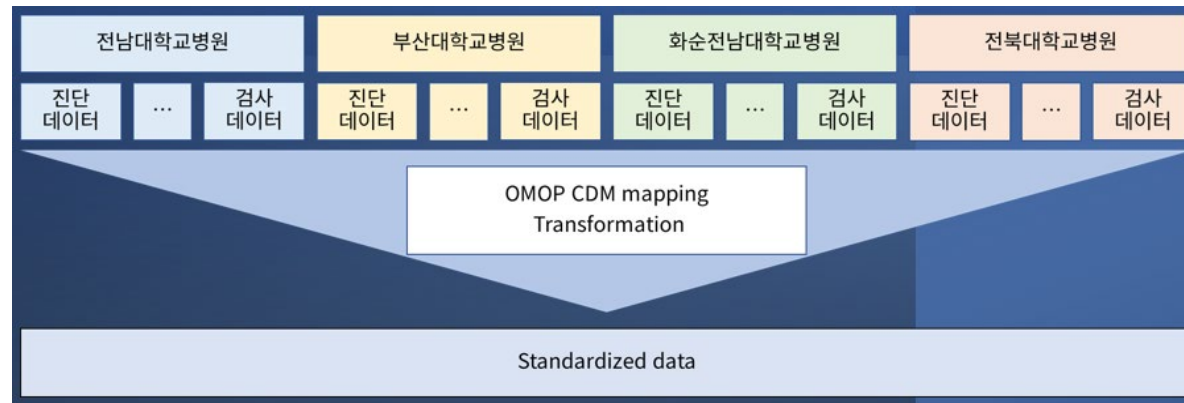 전남대학교병원
부산대학교병원
화순전남대학교병원
전북대학교병원
진단
데이터
…
검사
데이터
진단
데이터
…
검사
데이터
진단
데이터
…
검사
데이터
진단
데이터
…
검사
데이터
OMOP CDM mapping
Transformation
Standardized data